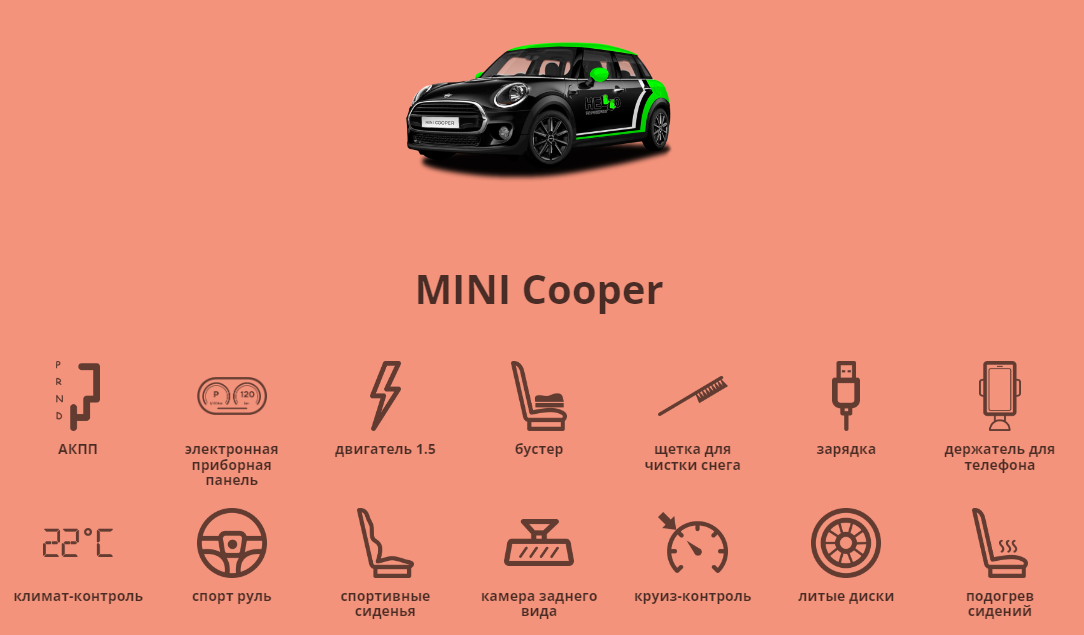 MINI COOPER
MINI Cooper
P
R
N
D
P
120
АКПП
электронная
приборная
панель
двигатель 1.5
бустер
щетка для
чистки снега
зарядка
держатель для
телефона
22°C
климат-контроль
спорт руль
спортивные
сиденья
камера заднего
вида
круиз-контроль
литые диски
подогрев
сидений